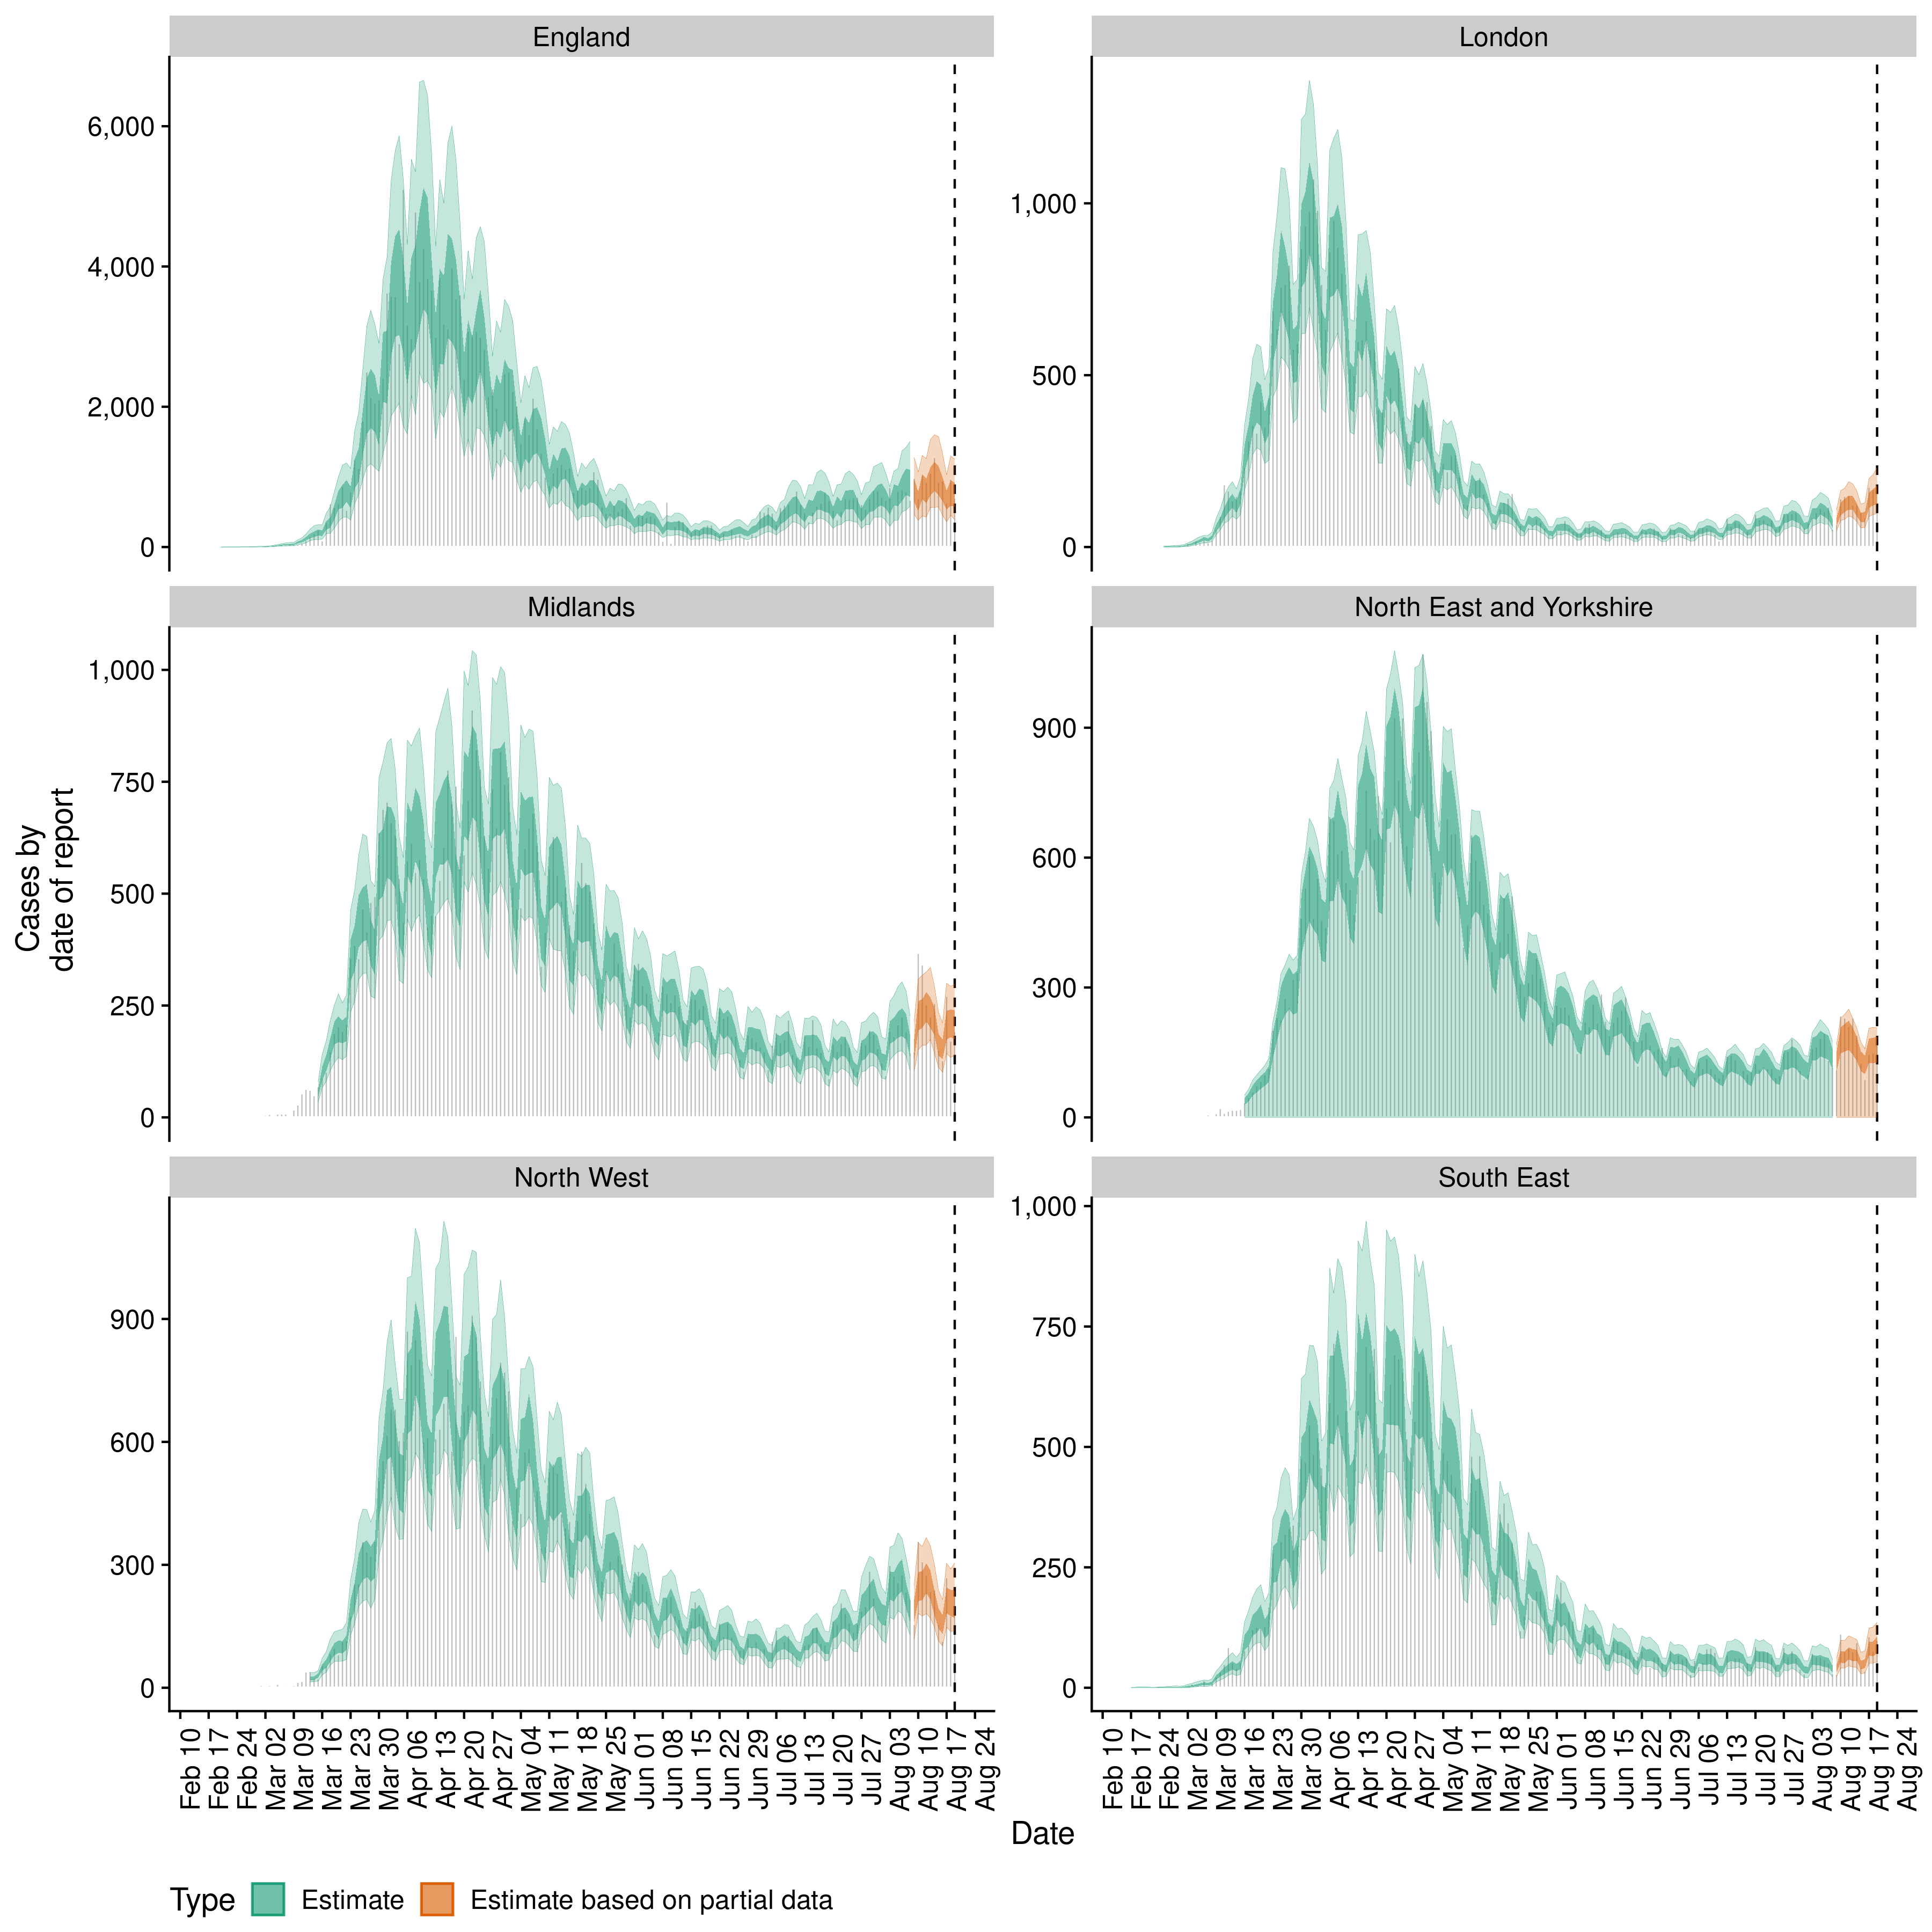 England
London
6,000
4,000
2,000
0
1,000
500
0
Midlands
North East and Yorkshire
1,000
750
500
250
0
900
600
300
0
Cases by
date of report
North West
South East
900
600
300
0
1,000
750
500
250
0
Feb 10
Feb 17
Feb 24
Mar 02
Mar 09
Mar 16
Mar 23
Mar 30
Apr 06
Apr 13
Apr 20
Apr 27
May 04
May 11
May 18
May 25
Jun 01
Jun 08
Jun 15
Jun 22
Jun 29
Jul 06
Jul 13
Jul 20
Jul 27
Aug 03
Aug 10
Aug 17
Aug 24
Feb 10
Feb 17
Feb 24
Mar 02
Mar 09
Mar 16
Mar 23
Mar 30
Apr 06
Apr 13
Apr 20
Apr 27
May 04
May 11
May 18
May 25
Jun 01
Jun 08
Jun 15
Jun 22
Jun 29
Jul 06
Jul 13
Jul 20
Jul 27
Aug 03
Aug 10
Aug 17
Aug 24
Date
Type Estimate Estimate based on partial data